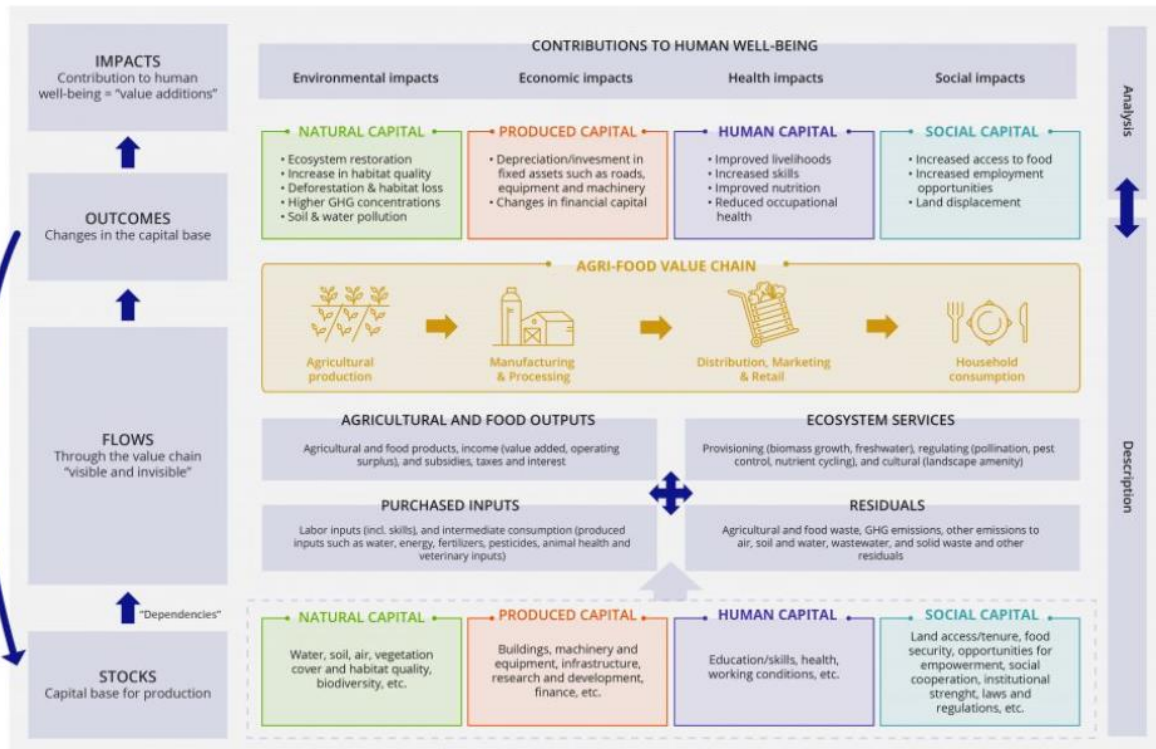 IMPACTS
Contribution to human
well-being = “value additions”
OUTCOMES
Changes in the capital base
FLOWS
Through the value chain
“visible and invisible”
“Dependencies”
STOCKS
Capital base for production
CONTRIBUTIONS TO HUMAN WELL-BEING
Environmental impacts
Economic impacts
Health impacts
Social impacts
NATURAL CAPITAL
• Ecosystem restoration
• Increase in habitat quality
• Deforestation & habitat loss
• Higher GHG concentrations
• Soil & water pollution
PRODUCED CAPITAL
• Depreciation/invesment in
fixed assets such as roads,
equipment and machinery
• Changes in financial capital
HUMAN CAPITAL
• Improved livelihoods
• Increased skills
• Improved nutrition
• Reduced occupational
health
SOCIAL CAPITAL
• Increased access to food
• Increased employment
opportunities
• Land displacement
AGRI-FOOD VALUE CHAIN
Agricultural
production
Manufacturing
& Processing
Distribution, Marketing
& Retail
Household
consumption
AGRICULTURAL AND FOOD OUTPUTS
Agricultural and food products, income (value added, operating
surplus), and subsidies, taxes and interest
ECOSYSTEM SERVICES
Provisioning (biomass growth, freshwater), regulating (pollination, pest
control, nutrient cycling), and cultural (landscape amenity)
PURCHASED INPUTS
Labor inputs (incl. skills), and intermediate consumption (produced
inputs such as water, energy, fertilizers, pesticides, animal health and
veterinary inputs)
RESIDUALS
Agricultural and food waste, GHG emissions, other emissions to
air, soil and water, wastewater, and solid waste and other
residuals
NATURAL CAPITAL
Water, soil, air, vegetation
cover and habitat quality,
biodiversity, etc.
PRODUCED CAPITAL
Buildings, machinery and
equipment, infrastructure,
research and development,
finance, etc.
HUMAN CAPITAL
Education/skills, health,
working conditions, etc.
SOCIAL CAPITAL
Land access/tenure, food
security, opportunities for
empowerment, social
cooperation, institutional
strenght, laws and
regulations, etc.
Analysis
Description